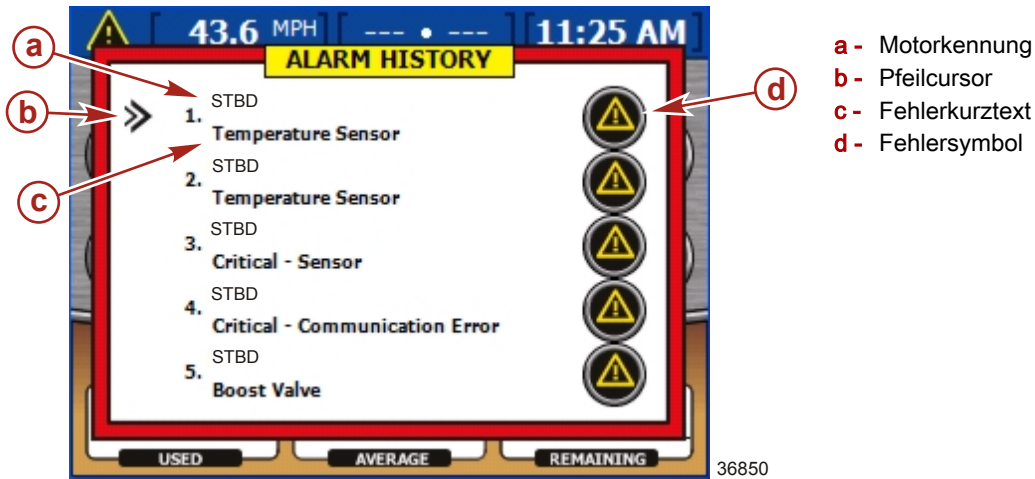 43.6 MPH --- • --- 11:25 AM
ALARM HISTORY
a
b
c
d
1. STBD
Temperature Sensor
2. STBD
Temperature Sensor
3. STBD
Critical - Sensor
4. STBD
Critical - Communication Error
5. STBD
Boost Valve
USED AVERAGE REMAINING
36850
a - Motorkennung
b - Pfeilcursor
c - Fehlerkurztext
d - Fehlersymbol